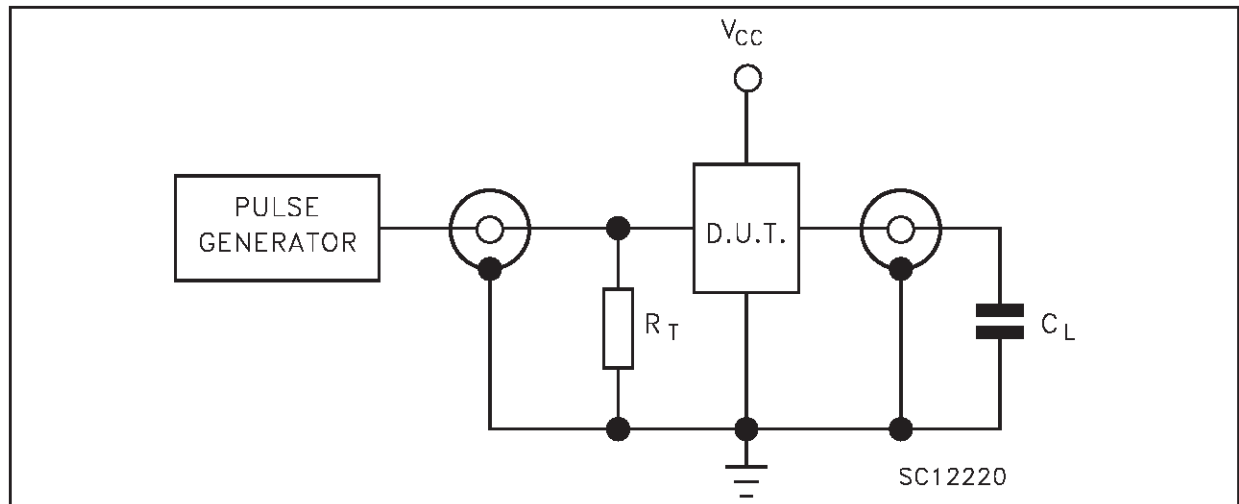 VCC
PULSE
GENERATOR
D.U.T.
RT
CL
SC12220